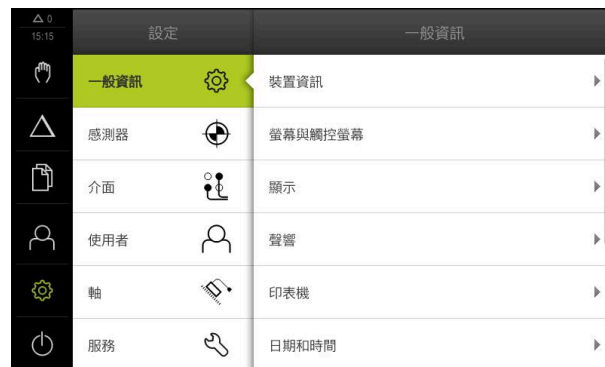 △ 0
15:15
設定
一般資訊
一般資訊
感測器
介面
使用者
軸
服務
裝置資訊
螢幕與觸控螢幕
顯示
聲響
印表機
日期和時間